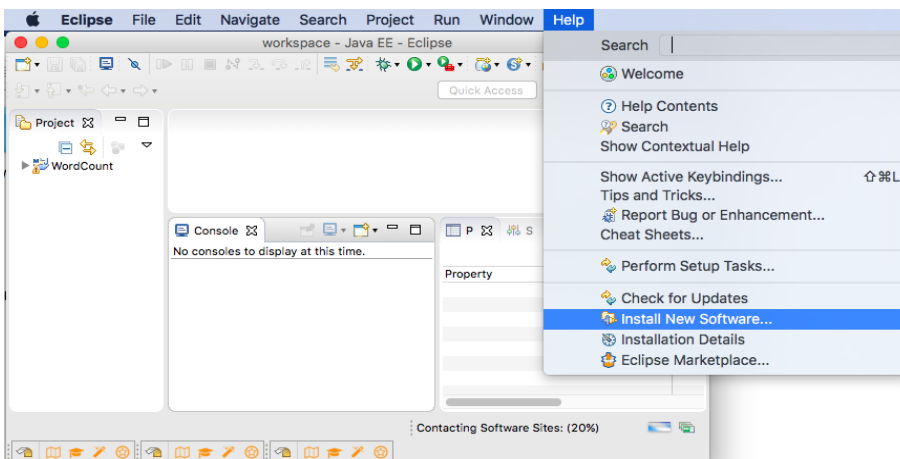 Eclipse File Edit Navigate Search Project Run Window Help
workspace - Java EE - Eclipse
Quick Access
Project
WordCount
Console
No consoles to display at this time.
P S
Property
Contacting Software Sites: (20%)
Search
Welcome
Help Contents
Search
Show Contextual Help
Show Active Keybindings... ⇧⌘L
Tips and Tricks...
Report Bug or Enhancement...
Cheat Sheets...
Perform Setup Tasks...
Check for Updates
Install New Software...
Installation Details
Eclipse Marketplace...